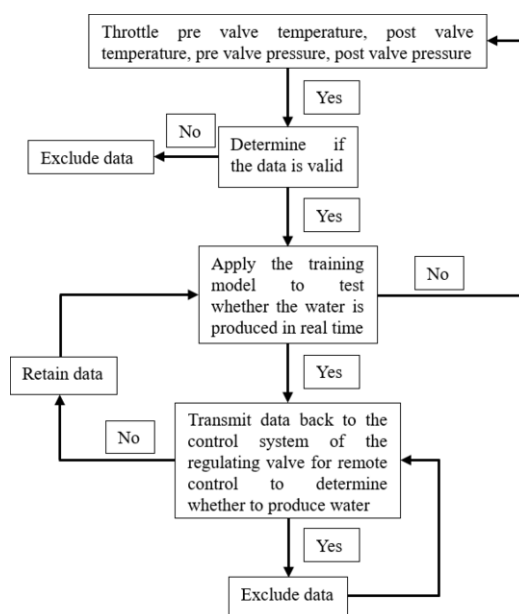 Throttle pre valve temperature, post valve
temperature, pre valve pressure, post valve pressure
Yes
No
Determine if
the data is valid
Exclude data
Yes
Apply the training
model to test
whether the water is
produced in real time
No
Retain data
Yes
Transmit data back to the
control system of the
regulating valve for remote
control to determine
whether to produce water
No
Yes
Exclude data